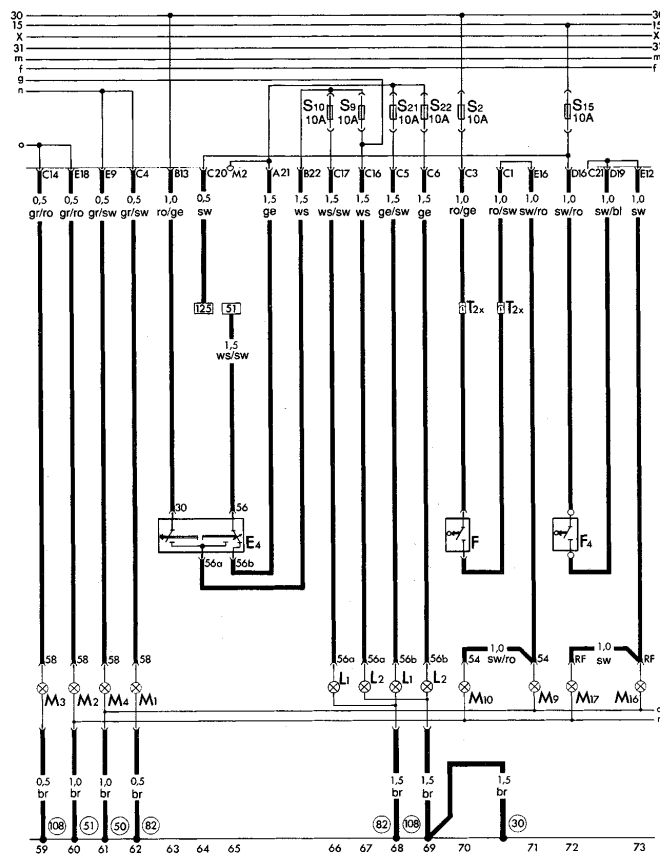 30 30
15 15
X X
31 31
m m
f f
g
n
o
S10 10A S9 10A S21 10A S22 10A S2 10A S15 10A
C14 E18 E9 C4 B13 C20 M2 A21 B22 C17 C16 C5 C6 C3 C1 E16 D16 C21 D19 E12
0,5 0,5 0,5 0,5 1,0 0,5 1,5 1,5 1,5 1,5 1,5 1,5 1,0 1,0 1,0 1,0 1,0 1,0
gr/ro gr/ro gr/sw gr/sw ro/ge sw ge ws ws/sw ws ge/sw ge ro/ge ro/sw sw/ro sw/ro sw/bl sw
125 51 T2x T2x
1,5
ws/sw
30 56
E4 F F4
56a 56b
1,0 1,0
sw/ro sw
58 58 58 58 56a 56a 56b 56b 54 54 RF RF
M3 M2 M14 M1 L1 L2 L1 L2 M10 M9 M17 M16
0,5 1,0 1,0 0,5 1,5 1,5 1,5
br br br br br br br
108 51 50 82 82 108 30
59 60 61 62 63 64 65 66 67 68 69 70 71 72 73